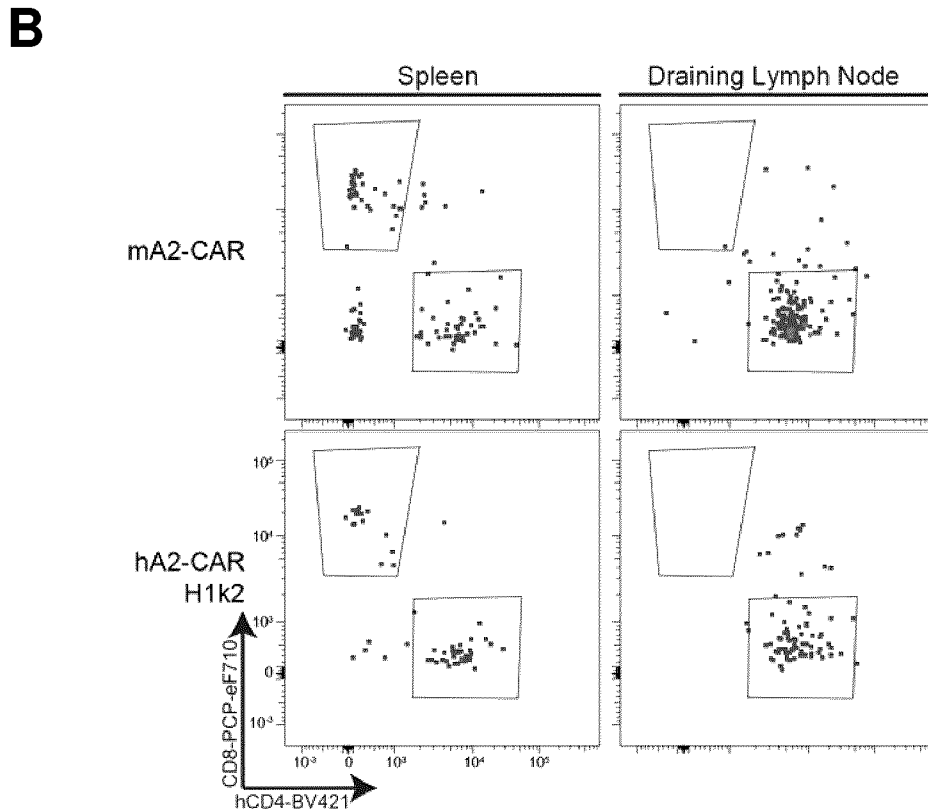 B
Spleen
Draining Lymph Node
mA2-CAR
hA2-CAR
H1k2
CD8-PCP-eF710
10⁵
10⁴
10³
0
10⁻³
10⁻³
0
10³
10⁴
10⁵
hCD4-BV421